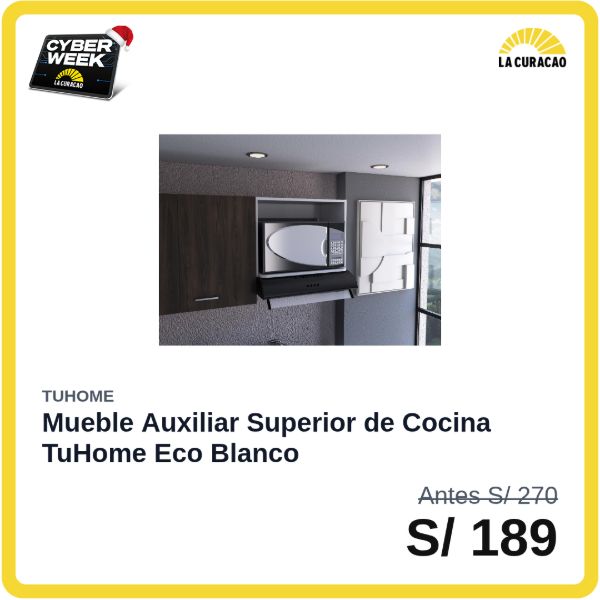 CYBER
WEEK
LA CURACAO
LA CURACAO
TUHOME
Mueble Auxiliar Superior de Cocina
TuHome Eco Blanco
Antes S/ 270
S/ 189